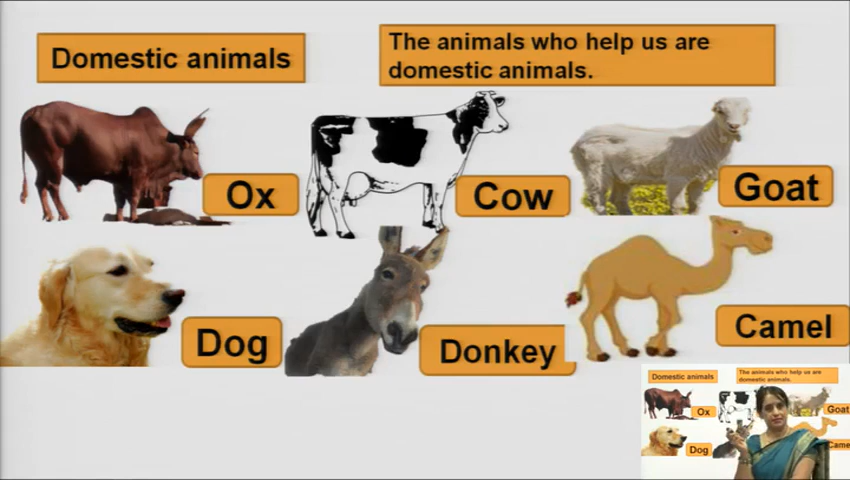 Domestic animals
The animals who help us are
domestic animals.
Ox
Cow
Goat
Dog
Donkey
Camel
Domestic animals
The animals who help us are
domestic animals.
Ox
Goat
Dog
Came